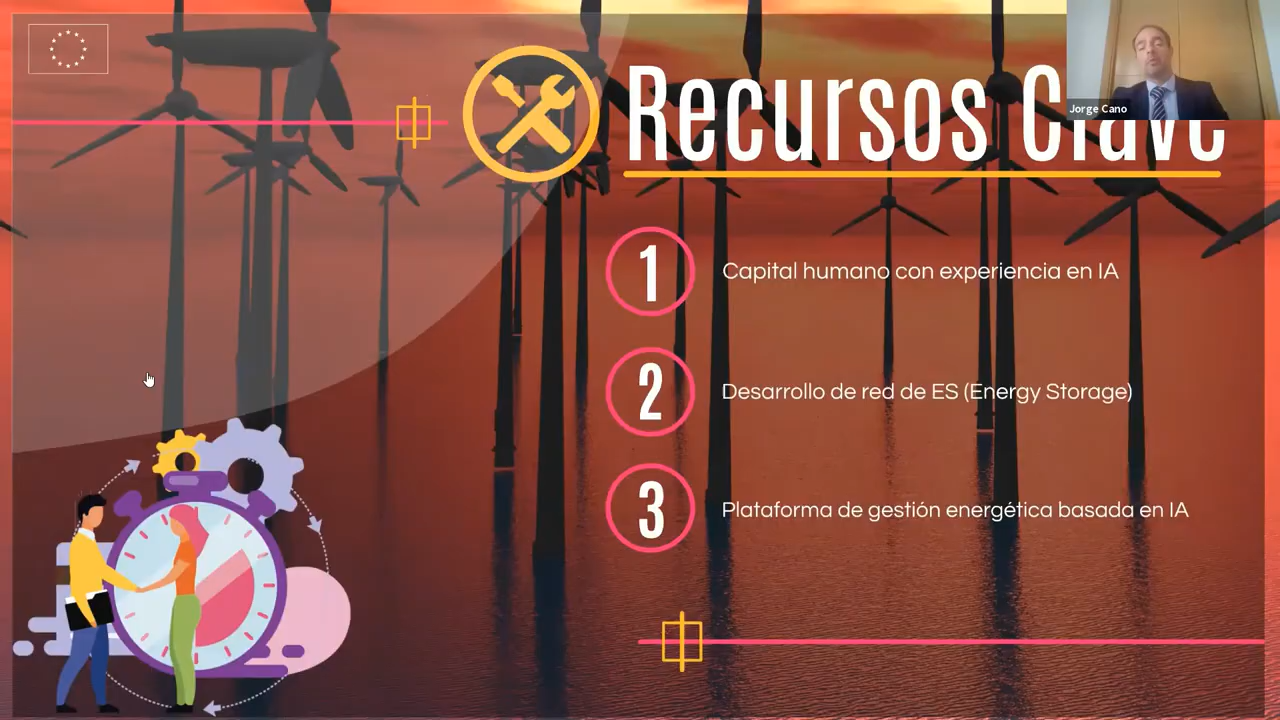 Recursos Clave
Jorge Cano
1
Capital humano con experiencia en IA
2
Desarrollo de red de ES (Energy Storage)
3
Plataforma de gestión energética basada en IA